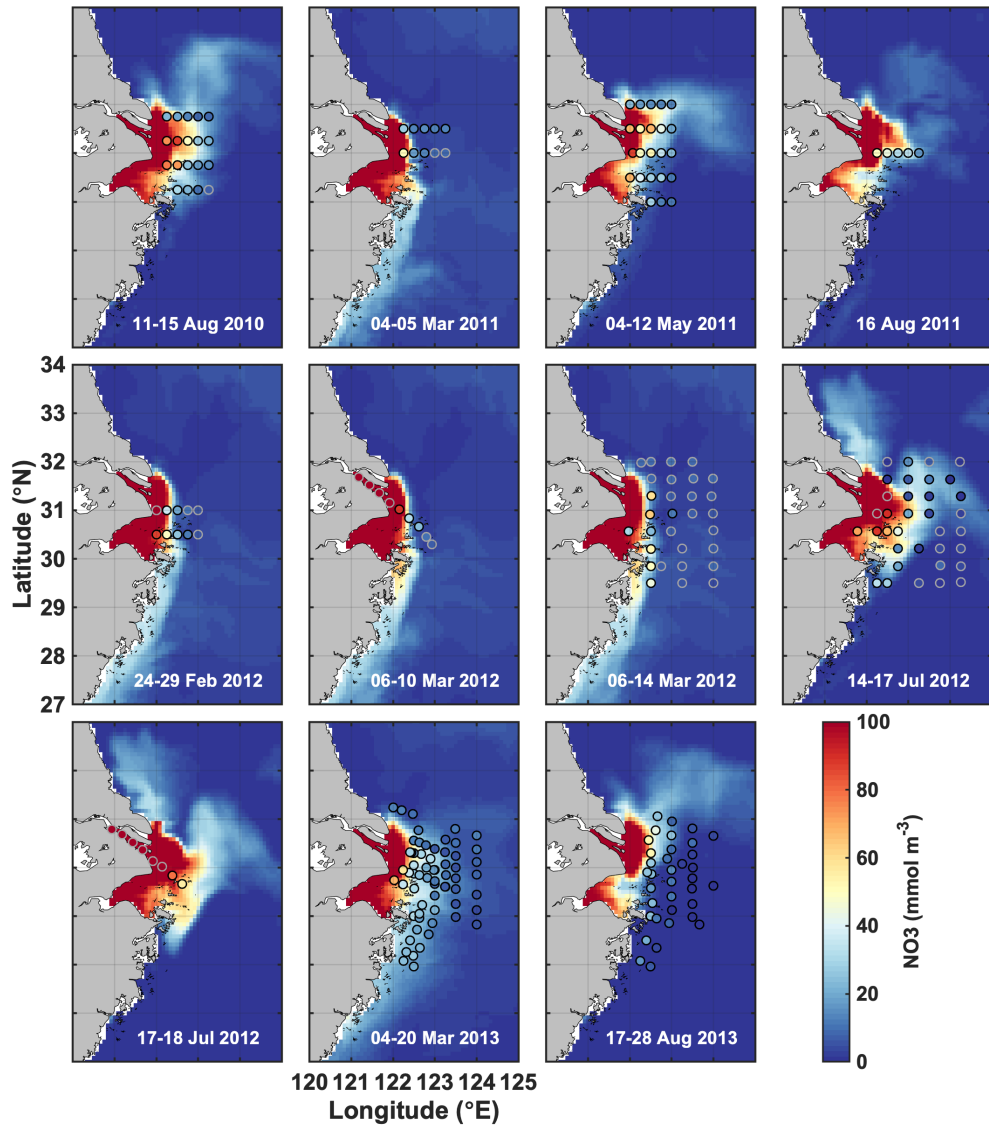 11-15 Aug 2010
04-05 Mar 2011
04-12 May 2011
16 Aug 2011
34
33
32
31
30
29
28
27
Latitude (°N)
24-29 Feb 2012
06-10 Mar 2012
06-14 Mar 2012
14-17 Jul 2012
17-18 Jul 2012
04-20 Mar 2013
17-28 Aug 2013
120 121 122 123 124 125
Longitude (°E)
100
80
60
40
20
0
NO3 (mmol m⁻³)